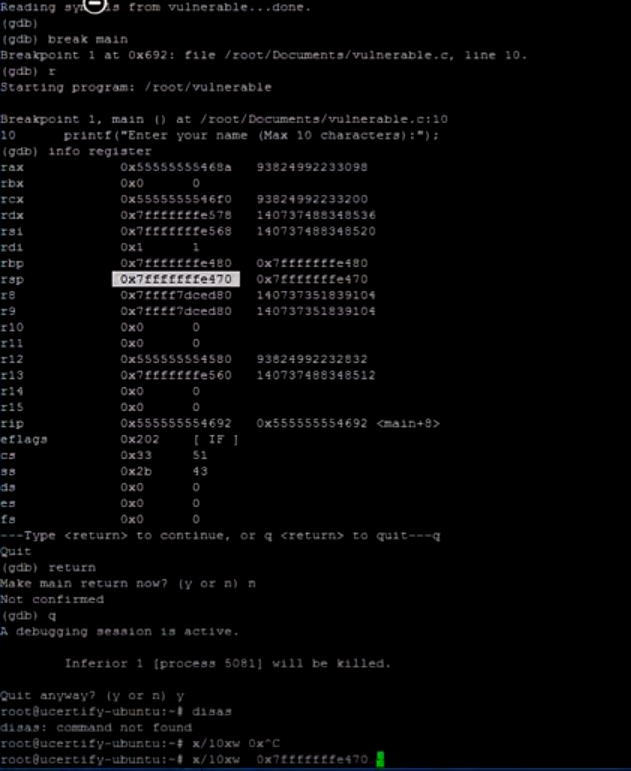 Reading sy s from vulnerable...done.
(gdb)
(gdb) break main
Breakpoint 1 at 0x692: file /root/Documents/vulnerable.c, line 10.
(gdb) r
Starting program: /root/vulnerable
Breakpoint 1, main () at /root/Documents/vulnerable.c:10
10 printf("Enter your name (Max 10 characters):");
(gdb) info register
rax 0x55555555468a 93824992233098
rbx 0x0 0
rcx 0x5555555546f0 93824992233200
rdx 0x7fffffffe578 140737488348536
rsi 0x7fffffffe568 140737488348520
rdi 0x1 1
rbp 0x7fffffffe480 0x7fffffffe480
rsp 0x7fffffffe470 0x7fffffffe470
r8 0x7ffff7dced80 140737351839104
r9 0x7ffff7dced80 140737351839104
r10 0x0 0
r11 0x0 0
r12 0x555555554580 93824992232832
r13 0x7fffffffe560 140737488348512
r14 0x0 0
r15 0x0 0
rip 0x555555554692 0x555555554692 <main+8>
eflags 0x202 [ IF ]
cs 0x33 51
ss 0x2b 43
ds 0x0 0
es 0x0 0
fs 0x0 0
---Type <return> to continue, or q <return> to quit---q
Quit
(gdb) return
Make main return now? (y or n) n
Not confirmed
(gdb) q
A debugging session is active.
Inferior 1 [process 5081] will be killed.
Quit anyway? (y or n) y
root@ucertify-ubuntu:~# disas
disas: command not found
root@ucertify-ubuntu:~# x/10xw 0x^C
root@ucertify-ubuntu:~# x/10xw 0x7fffffffe470